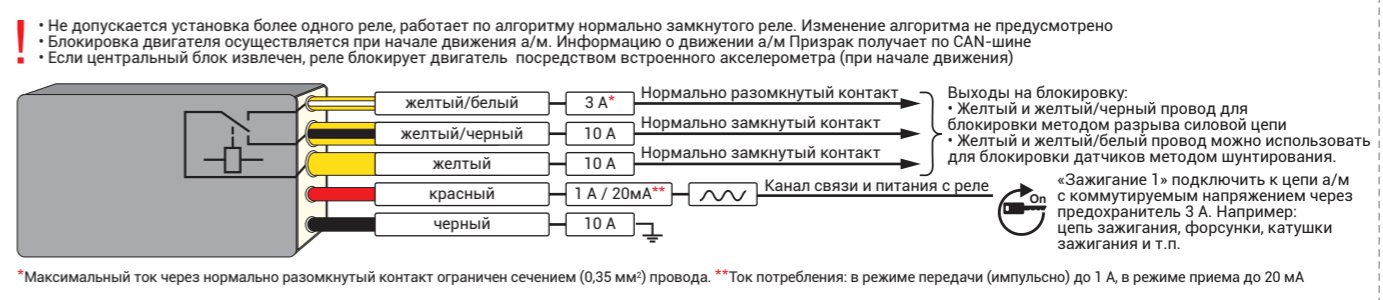 ! • Не допускается установка более одного реле, работает по алгоритму нормально замкнутого реле. Изменение алгоритма не предусмотрено
• Блокировка двигателя осуществляется при начале движения а/м. Информацию о движении а/м Призрак получает по CAN-шине
• Если центральный блок извлечен, реле блокирует двигатель посредством встроенного акселерометра (при начале движения)
желтый/белый 3 А* Нормально разомкнутый контакт
желтый/черный 10 А Нормально замкнутый контакт
желтый 10 А Нормально замкнутый контакт
красный 1 А / 20мА** Канал связи и питания с реле
черный 10 А
Выходы на блокировку:
• Желтый и желтый/черный провод для
блокировки методом разрыва силовой цепи
• Желтый и желтый/белый провод можно использовать
для блокировки датчиков методом шунтирования.
On
«Зажигание 1» подключить к цепи а/м
с коммутируемым напряжением через
предохранитель 3 А. Например:
цепь зажигания, форсунки, катушки
зажигания и т.п.
*Максимальный ток через нормально разомкнутый контакт ограничен сечением (0,35 мм²) провода. **Ток потребления: в режиме передачи (импульсно) до 1 А, в режиме приема до 20 мА